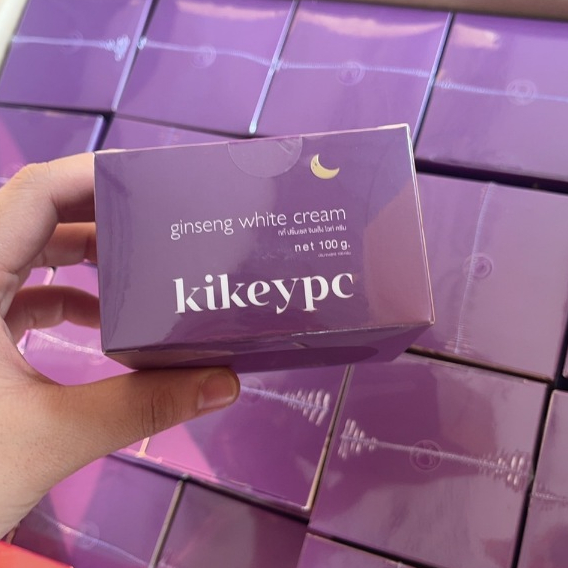 ginseng white cream
net 100 g.
kikeypc